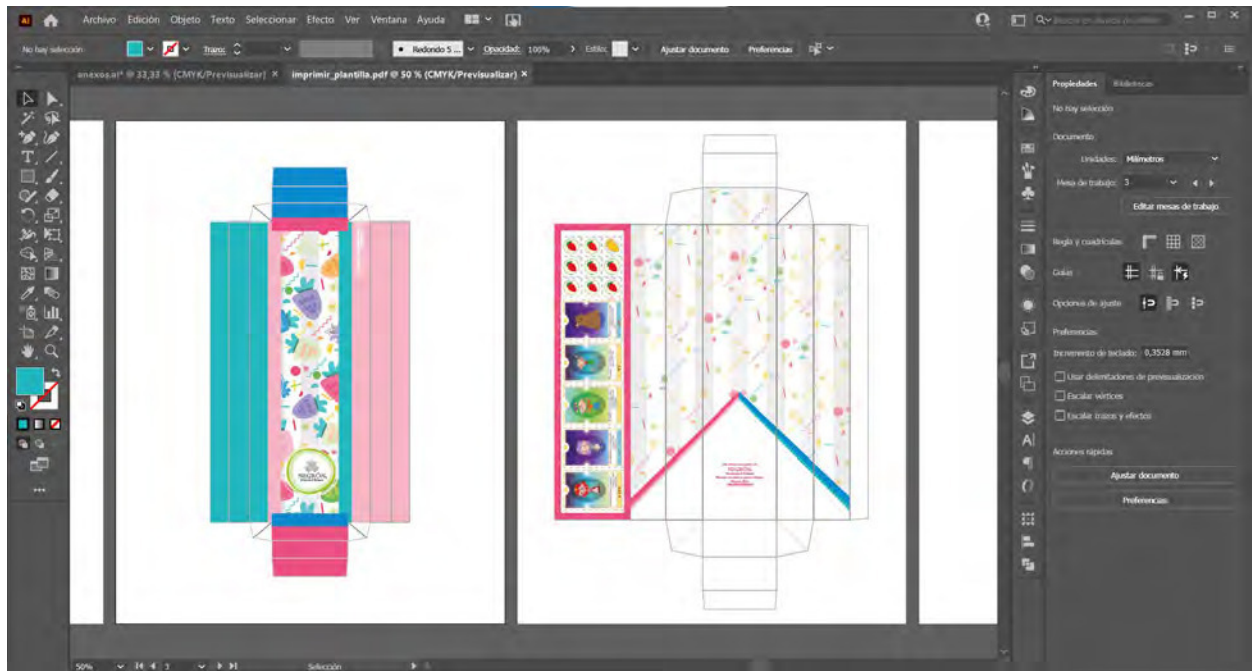 Ai Archivo Edición Objeto Texto Seleccionar Efecto Ver Ventana Ayuda
No hay selección Trazo: Redondo 5 ... Opacidad: 100% Estilo: Ajustar documento Preferencias
anexos.ai* @ 33,33 % (CMYK/Previsualizar) × imprimir_plantilla.pdf @ 50 % (CMYK/Previsualizar) ×
Propiedades Bibliotecas
No hay selección
Documento
Unidades: Milímetros
Mesa de trabajo: 3
Editar mesas de trabajo
Regla y cuadrículas
Guías
Opciones de ajuste
Preferencias
Incremento de teclado: 0,3528 mm
Usar delimitadores de previsualización
Escalar vértices
Escalar trazos y efectos
Acciones rápidas
Ajustar documento
Preferencias
50% 3 Selección